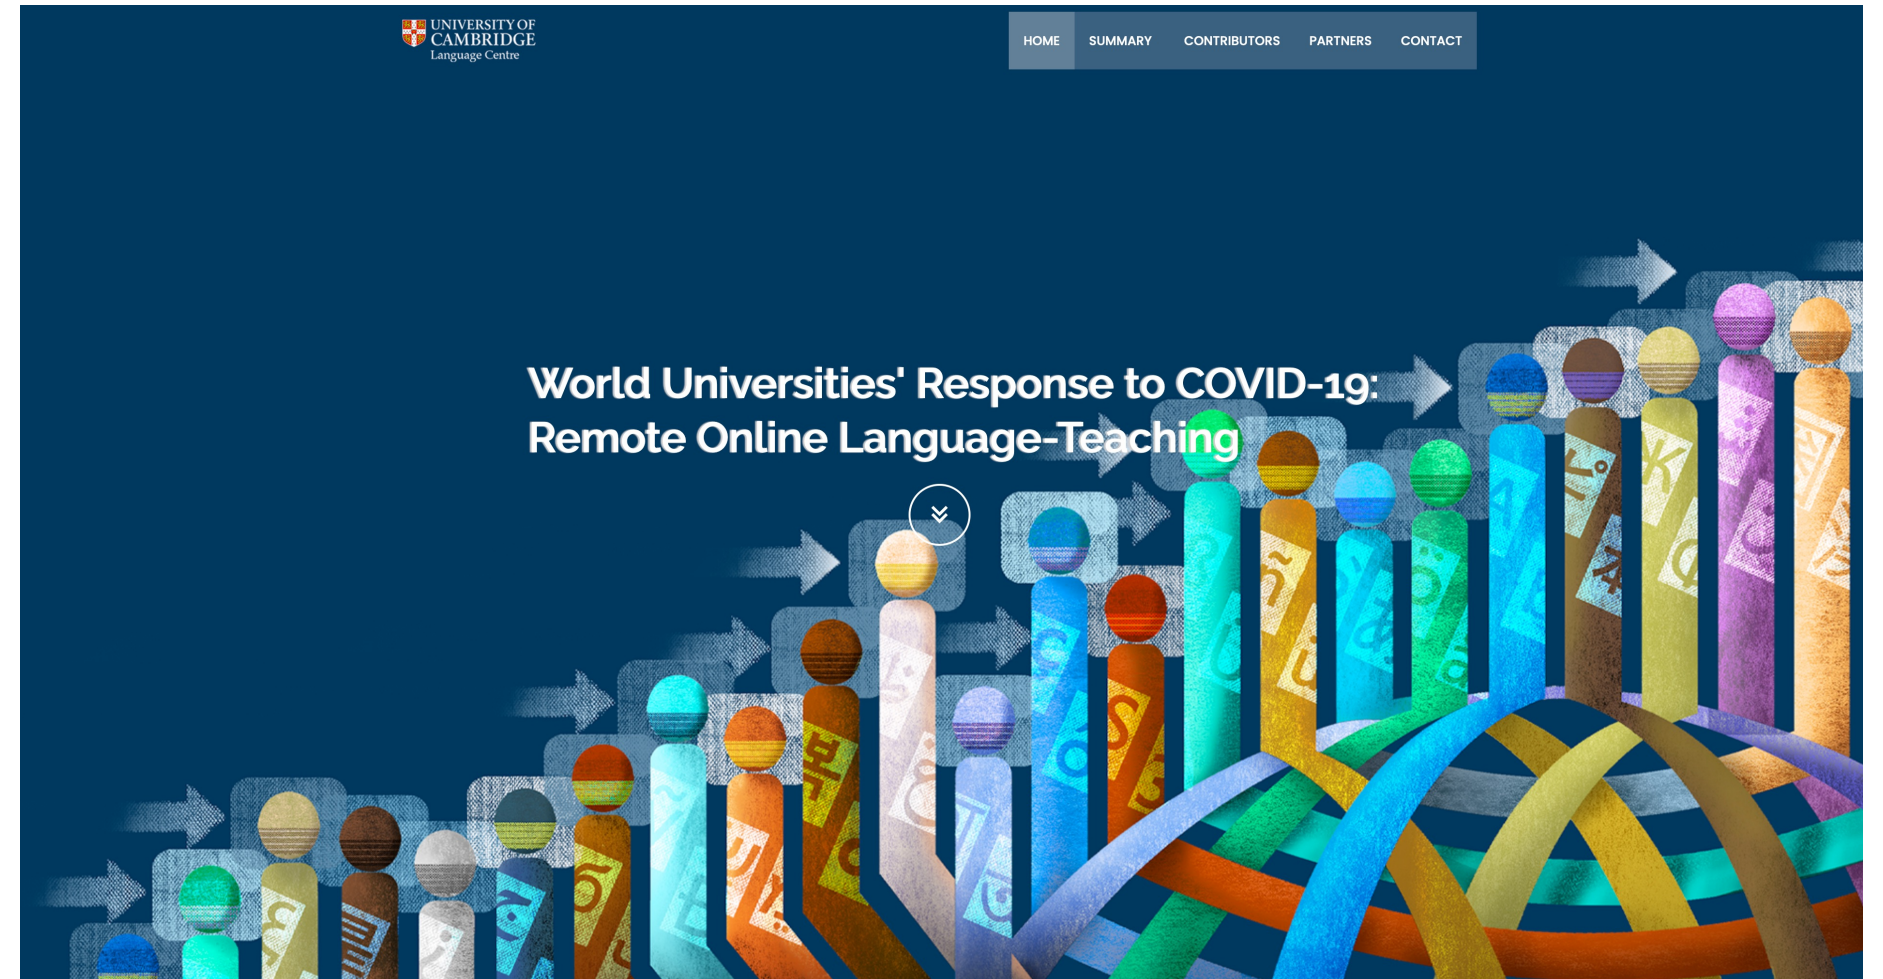 UNIVERSITY OF
CAMBRIDGE
Language Centre
HOME SUMMARY CONTRIBUTORS PARTNERS CONTACT
World Universities' Response to COVID-19:
Remote Online Language-Teaching